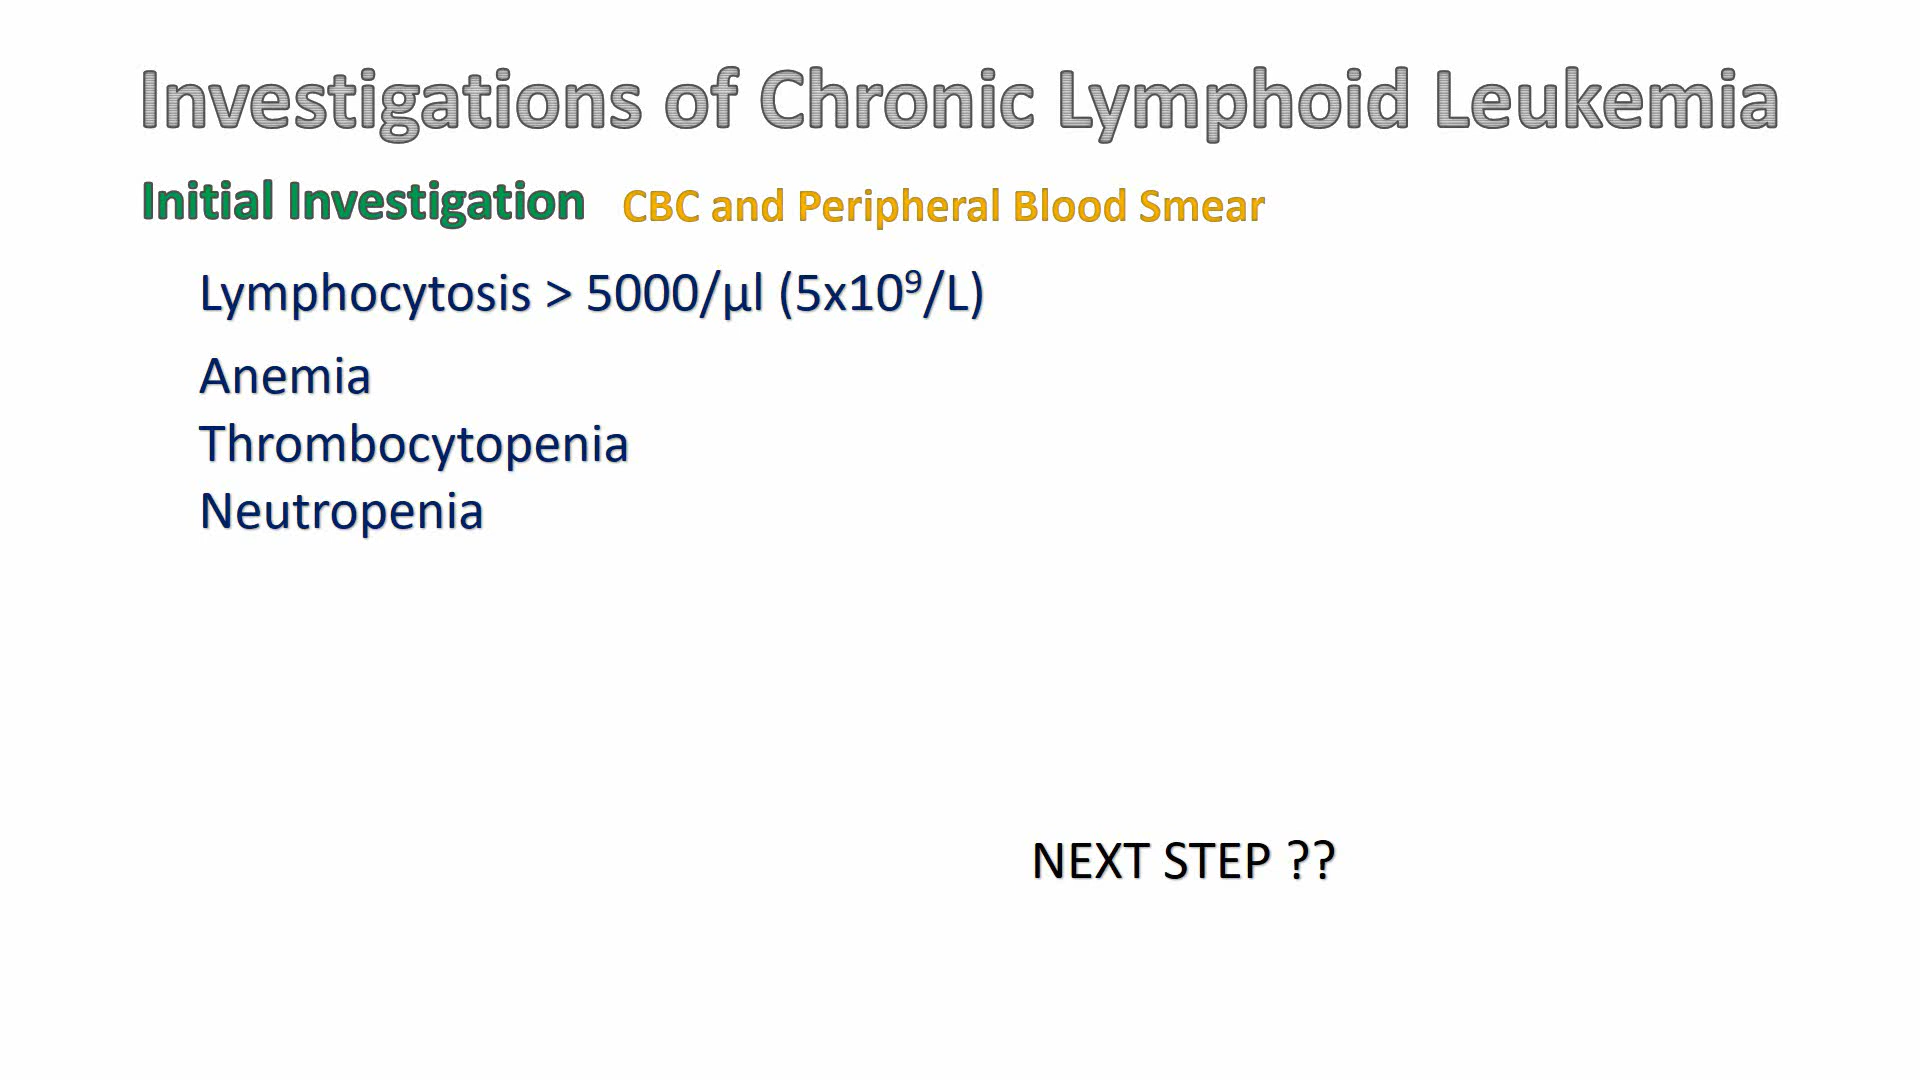 Investigations of Chronic Lymphoid Leukemia
Initial Investigation CBC and Peripheral Blood Smear
Lymphocytosis > 5000/µl (5x10⁹/L)
Anemia
Thrombocytopenia
Neutropenia
NEXT STEP ??